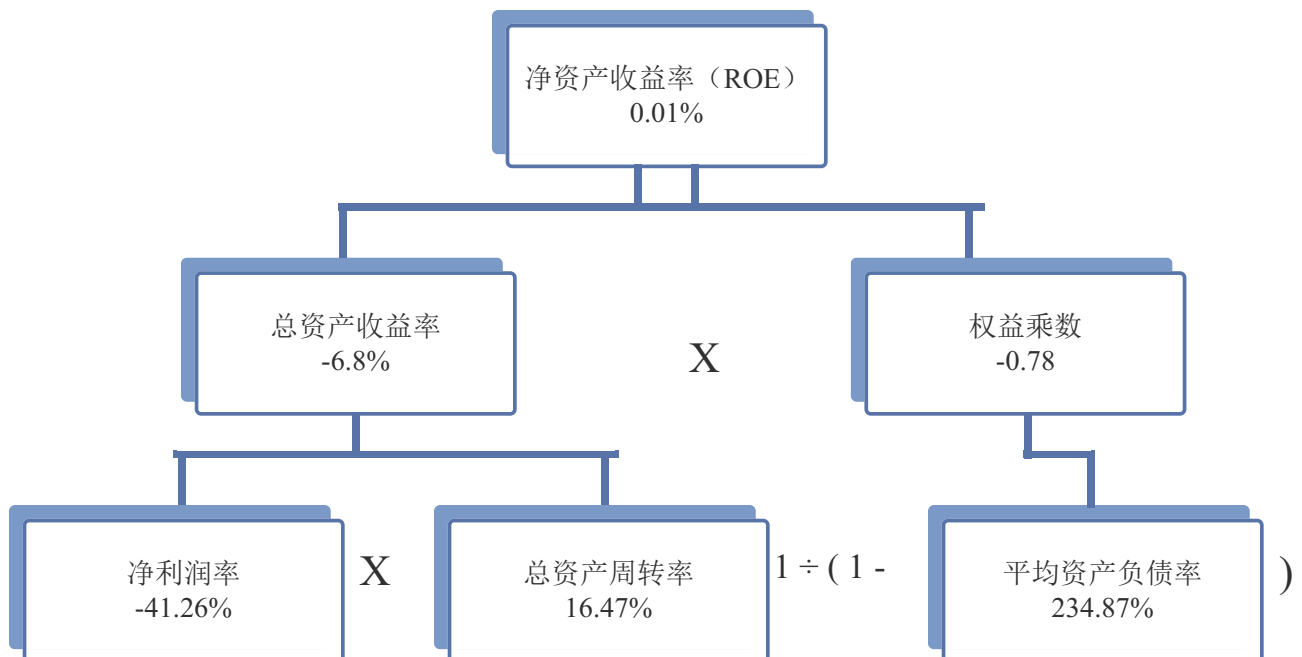 净资产收益率（ROE）
0.01%
总资产收益率
-6.8%
X
权益乘数
-0.78
净利润率
-41.26%
X
总资产周转率
16.47%
1 ÷ ( 1 -
平均资产负债率
234.87%
)